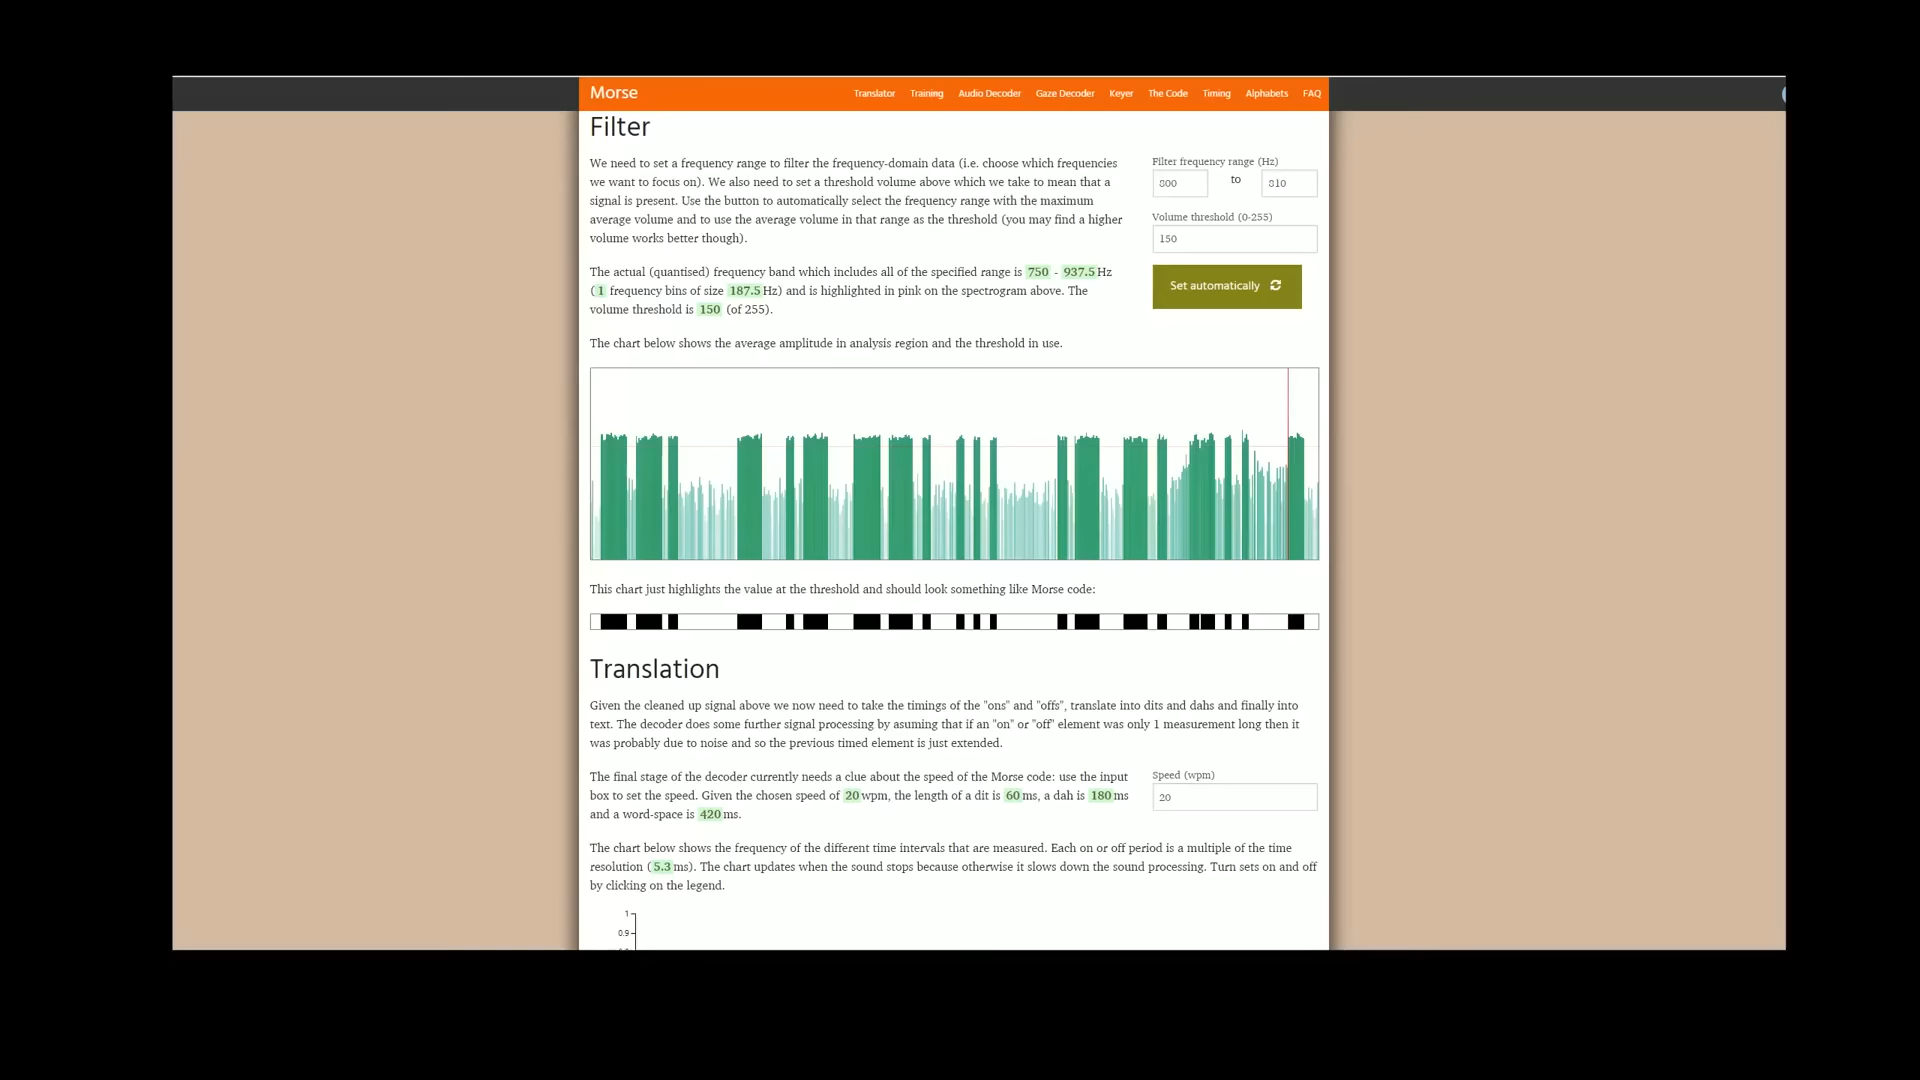 Morse
Translator Training Audio Decoder Gaze Decoder Keyer The Code Timing Alphabets FAQ
Filter
We need to set a frequency range to filter the frequency-domain data (i.e. choose which frequencies
we want to focus on). We also need to set a threshold volume above which we take to mean that a
signal is present. Use the button to automatically select the frequency range with the maximum
average volume and to use the average volume in that range as the threshold (you may find a higher
volume works better though).
Filter frequency range (Hz)
800 to 810
Volume threshold (0-255)
150
Set automatically
The actual (quantised) frequency band which includes all of the specified range is 750 - 937.5 Hz
(1 frequency bins of size 187.5 Hz) and is highlighted in pink on the spectrogram above. The
volume threshold is 150 (of 255).
The chart below shows the average amplitude in analysis region and the threshold in use.
This chart just highlights the value at the threshold and should look something like Morse code:
Translation
Given the cleaned up signal above we now need to take the timings of the "ons" and "offs", translate into dits and dahs and finally into
text. The decoder does some further signal processing by asuming that if an "on" or "off" element was only 1 measurement long then it
was probably due to noise and so the previous timed element is just extended.
The final stage of the decoder currently needs a clue about the speed of the Morse code: use the input
box to set the speed. Given the chosen speed of 20 wpm, the length of a dit is 60 ms, a dah is 180 ms
and a word-space is 420 ms.
Speed (wpm)
20
The chart below shows the frequency of the different time intervals that are measured. Each on or off period is a multiple of the time
resolution (5.3 ms). The chart updates when the sound stops because otherwise it slows down the sound processing. Turn sets on and off
by clicking on the legend.
1
0.9